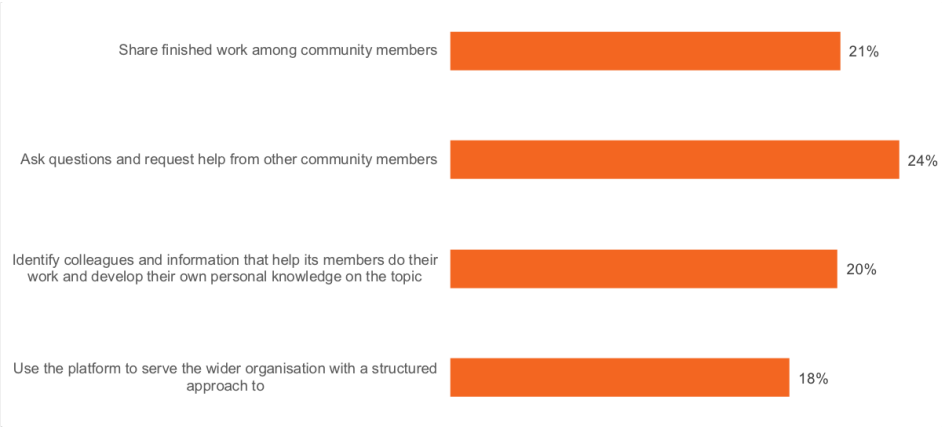 Share finished work among community members
21%
Ask questions and request help from other community members
24%
Identify colleagues and information that help its members do their
work and develop their own personal knowledge on the topic
20%
Use the platform to serve the wider organisation with a structured
approach to
18%